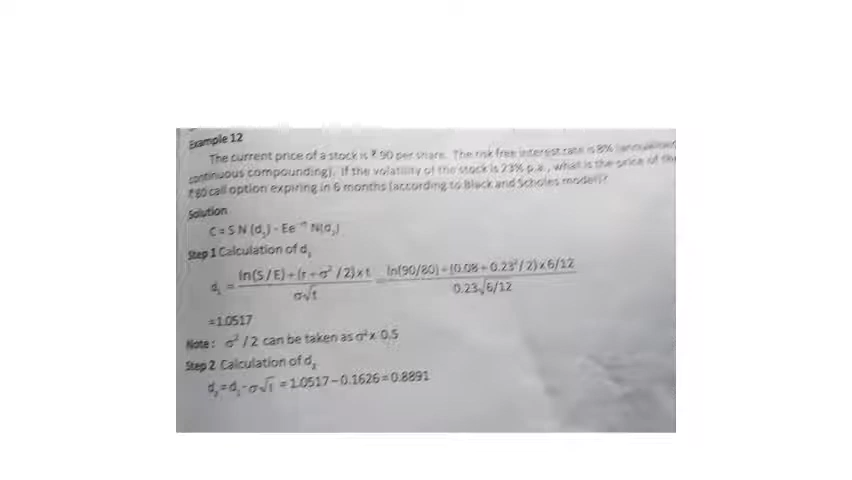 Example 12
The current price of a stock is ₹ 90 per share. The risk free interest rate is 8% (annualised
continuous compounding). If the volatility of the stock is 23% p.a., what is the price of the
₹ 80 call option expiring in 6 months (according to Black and Scholes model)?
Solution
C = S N (d₁) - Ee⁻ʳᵗ N(d₂)
Step 1 Calculation of d₁
d₁ = ln(S/E)+(r+σ²/2)xt / σ√t = ln(90/80)+(0.08+0.23²/2)x6/12 / 0.23√6/12
=1.0517
Note: σ²/2 can be taken as σ²x 0.5
Step 2 Calculation of d₂
d₂=d₁-σ√t =1.0517–0.1626=0.8891